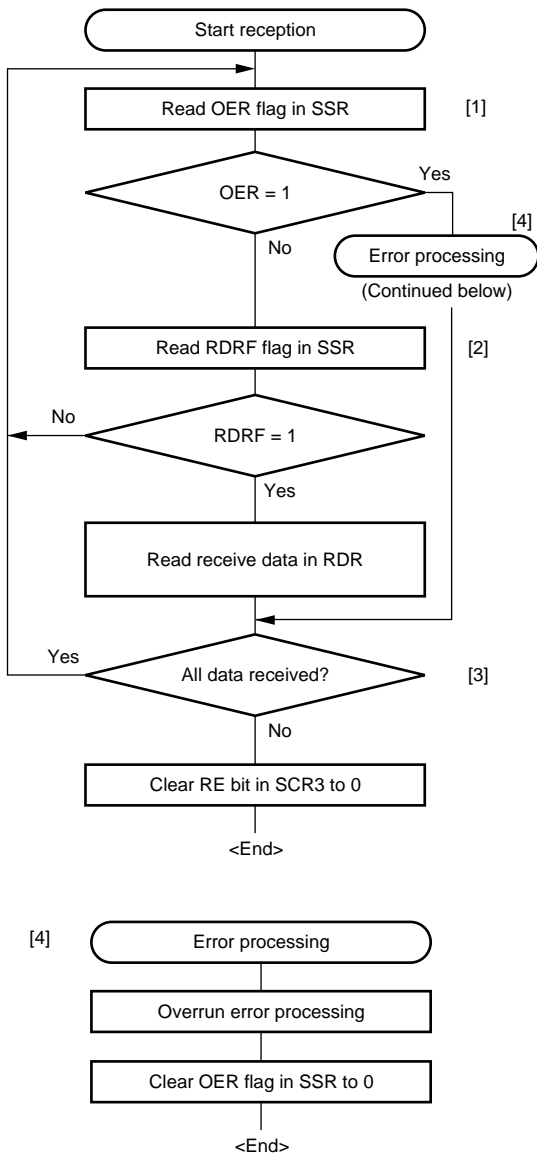 Start reception
Read OER flag in SSR
[1]
OER = 1
Yes
[4]
No
Error processing
(Continued below)
Read RDRF flag in SSR
[2]
No
RDRF = 1
Yes
Read receive data in RDR
Yes
All data received?
[3]
No
Clear RE bit in SCR3 to 0
<End>
[4]
Error processing
Overrun error processing
Clear OER flag in SSR to 0
<End>